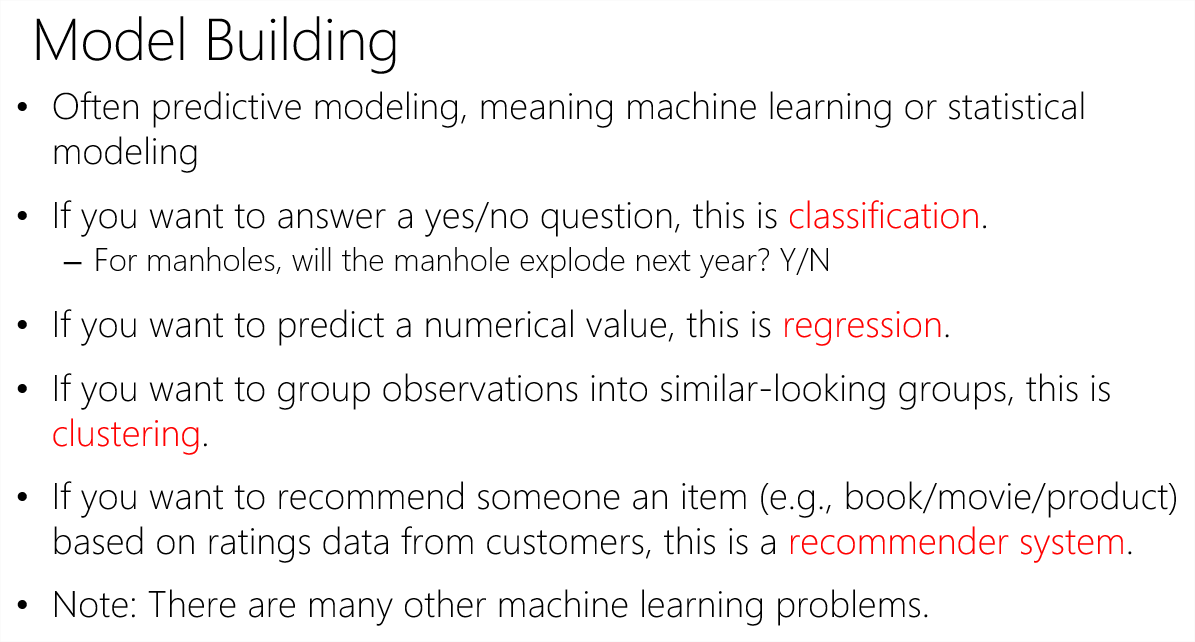 Model Building
• Often predictive modeling, meaning machine learning or statistical
modeling
• If you want to answer a yes/no question, this is classification.
– For manholes, will the manhole explode next year? Y/N
• If you want to predict a numerical value, this is regression.
• If you want to group observations into similar-looking groups, this is
clustering.
• If you want to recommend someone an item (e.g., book/movie/product)
based on ratings data from customers, this is a recommender system.
• Note: There are many other machine learning problems.